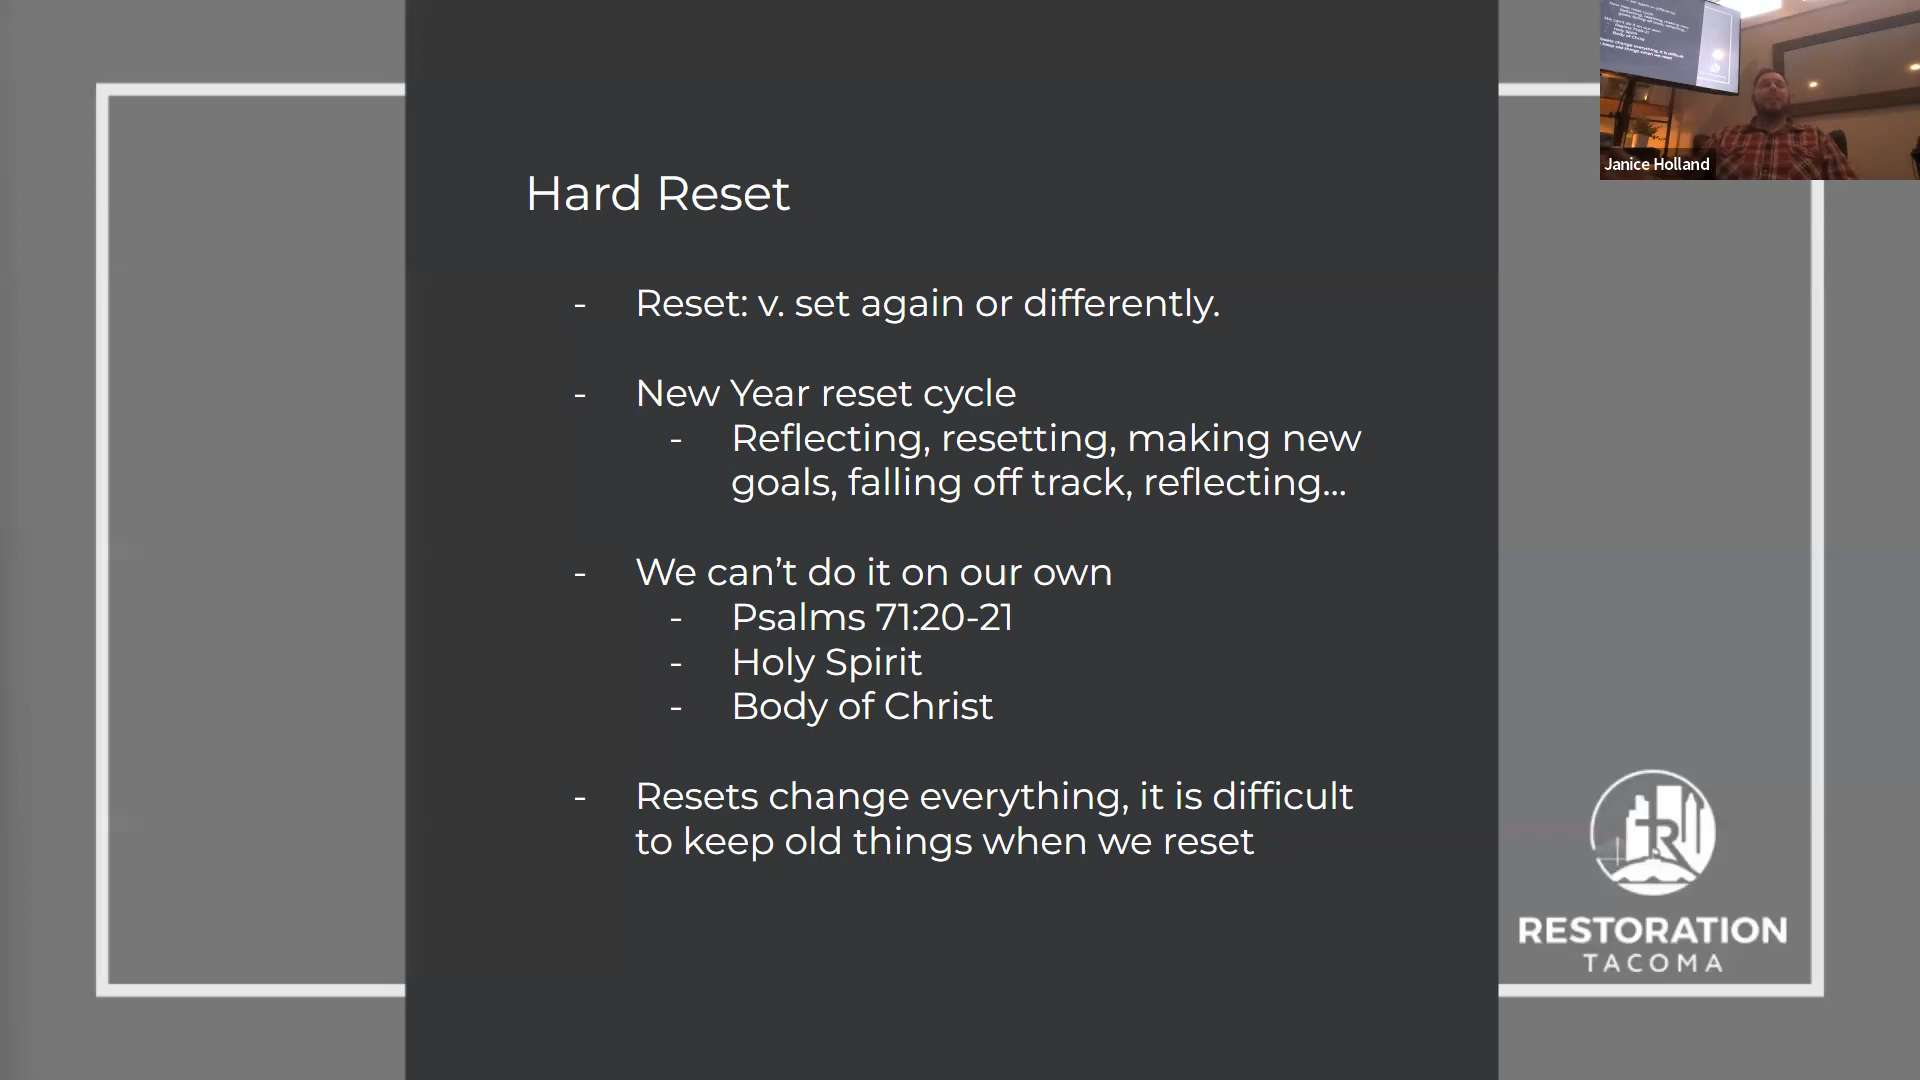 Hard Reset
- Reset: v. set again or differently.
- New Year reset cycle
- Reflecting, resetting, making new
goals, falling off track, reflecting...
- We can’t do it on our own
- Psalms 71:20-21
- Holy Spirit
- Body of Christ
- Resets change everything, it is difficult
to keep old things when we reset
Janice Holland
RESTORATION
TACOMA